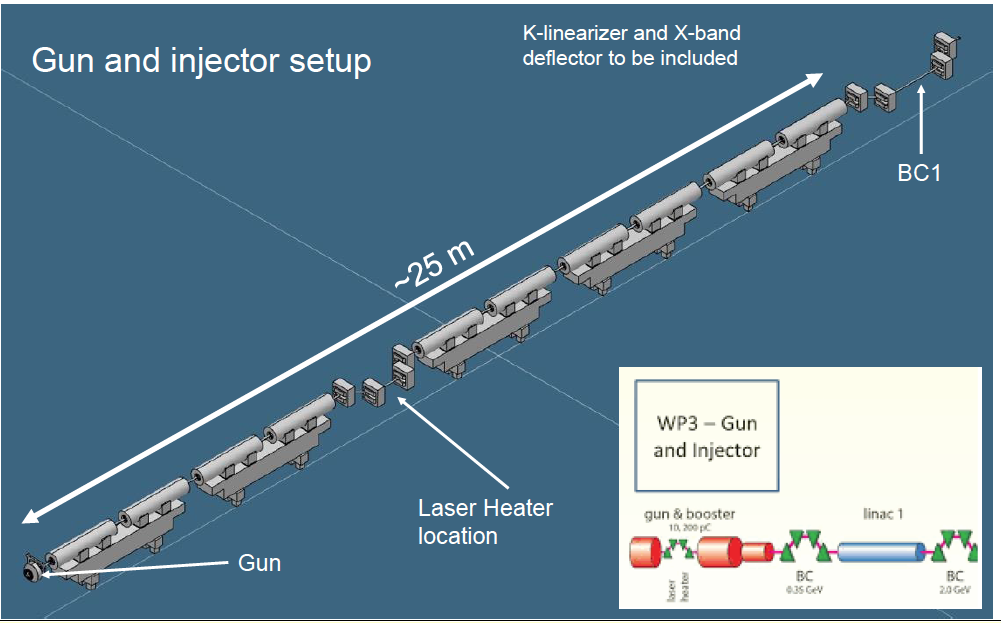 Gun and injector setup
K-linearizer and X-band
deflector to be included
BC1
~25 m
Laser Heater
location
Gun
WP3 – Gun
and Injector
gun & booster
10, 200 pC
linac 1
laser
heater
BC
0.35 GeV
BC
2.0 GeV